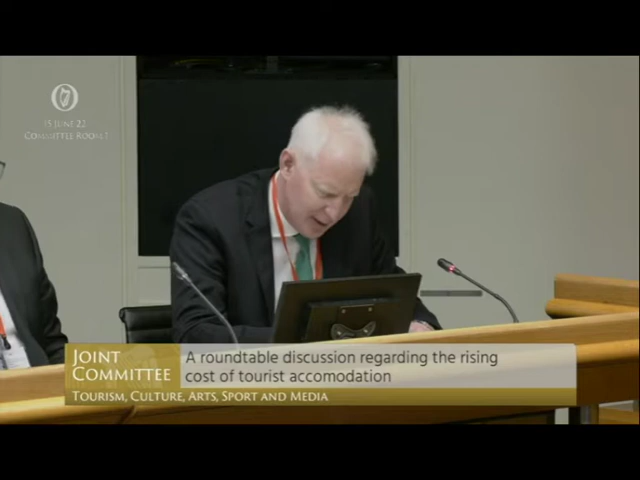 15 JUNE 22
COMMITTEE ROOM 1
JOINT
COMMITTEE
A roundtable discussion regarding the rising
cost of tourist accomodation
TOURISM, CULTURE, ARTS, SPORT AND MEDIA